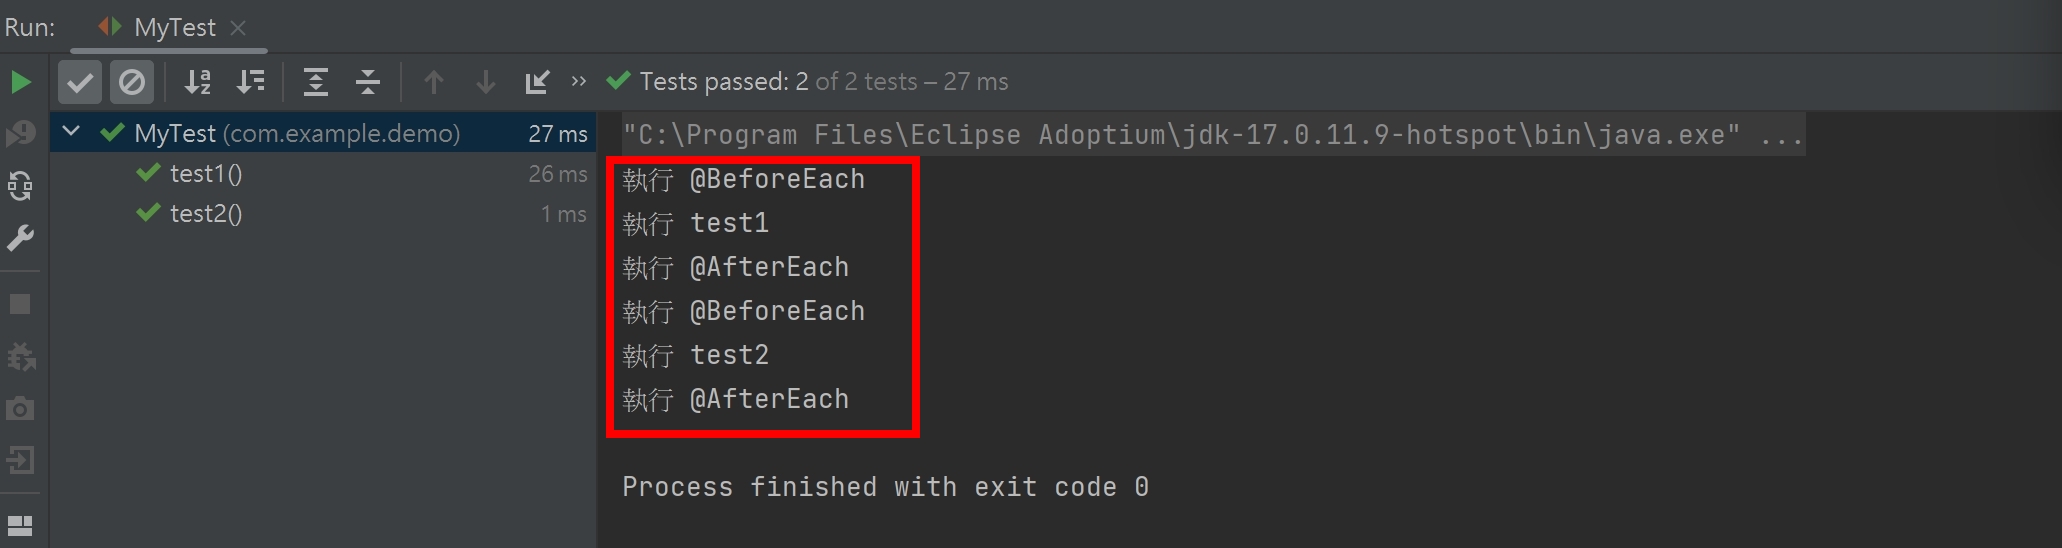 Run: MyTest
Tests passed: 2 of 2 tests – 27 ms
MyTest (com.example.demo) 27 ms
test1() 26 ms
test2() 1 ms
"C:\Program Files\Eclipse Adoptium\jdk-17.0.11.9-hotspot\bin\java.exe" ...
執行 @BeforeEach
執行 test1
執行 @AfterEach
執行 @BeforeEach
執行 test2
執行 @AfterEach
Process finished with exit code 0